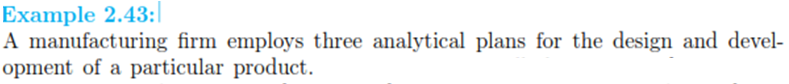 Example 2.43:
A manufacturing firm employs three analytical plans for the design and devel-
opment of a particular product.